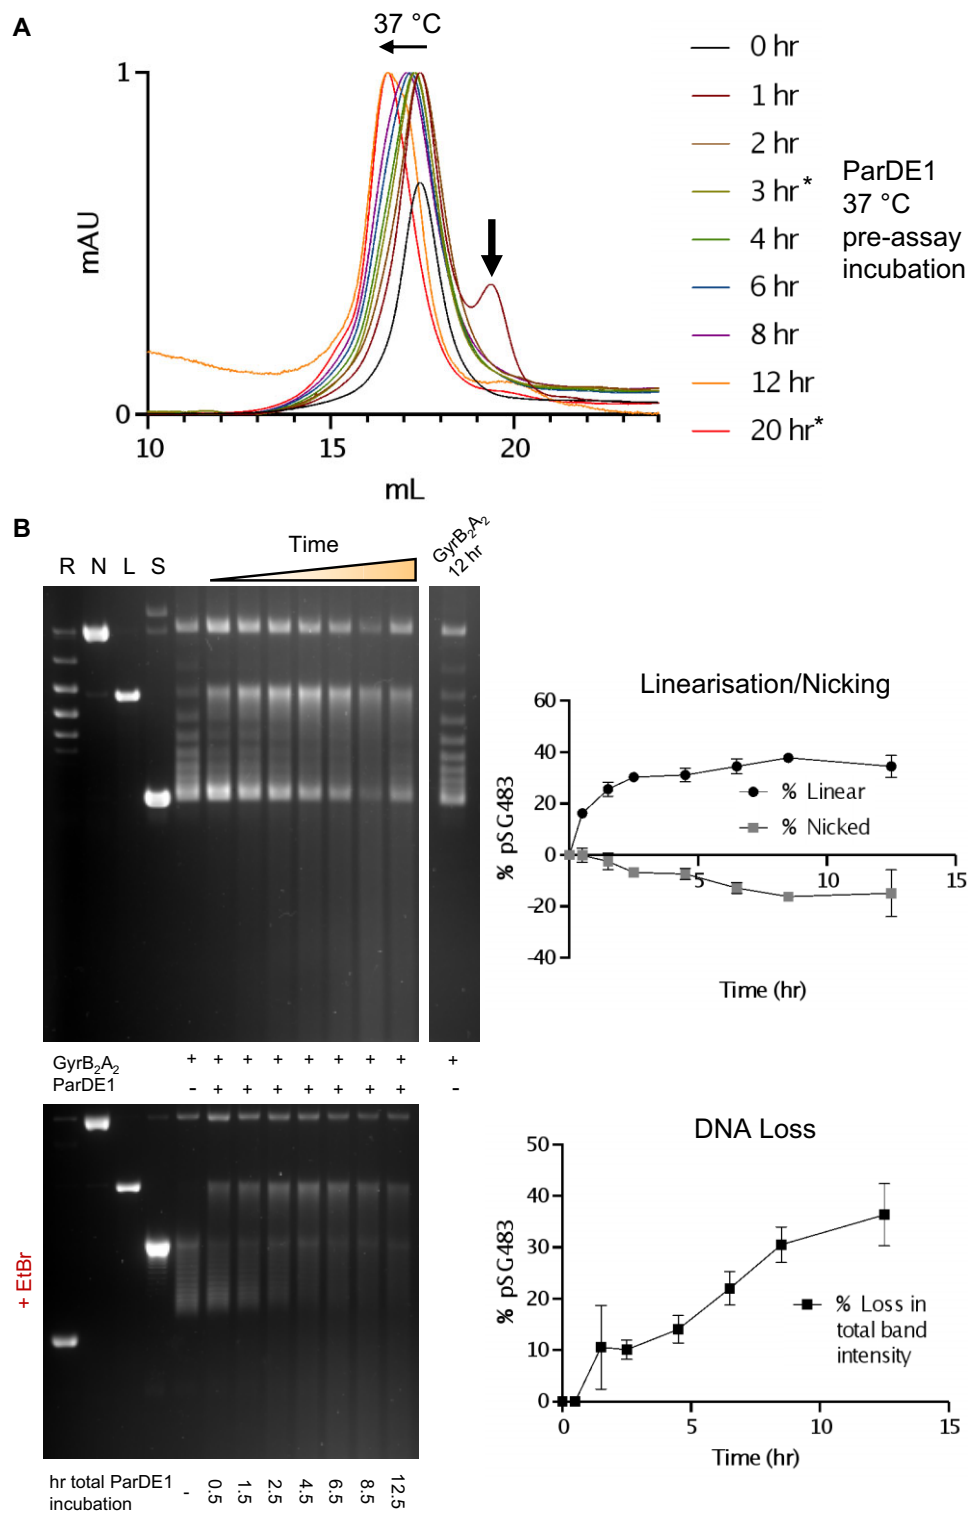 A
37 °C
1
0
mAU
10
15
20
mL
0 hr
1 hr
2 hr
3 hr*
4 hr
6 hr
8 hr
12 hr
20 hr*
ParDE1
37 °C
pre-assay
incubation
B
R N L S
Time
GyrB₂A₂
12 hr
GyrB₂A₂ + + + + + + + + +
ParDE1 - + + + + + + + -
+ EtBr
hr total ParDE1
incubation
- 0.5 1.5 2.5 4.5 6.5 8.5 12.5
Linearisation/Nicking
60
40
20
0
-20
-40
% pSG483
5
10
15
% Linear
% Nicked
Time (hr)
DNA Loss
50
40
30
20
10
0
% pSG483
0
5
10
15
% Loss in
total band
intensity
Time (hr)